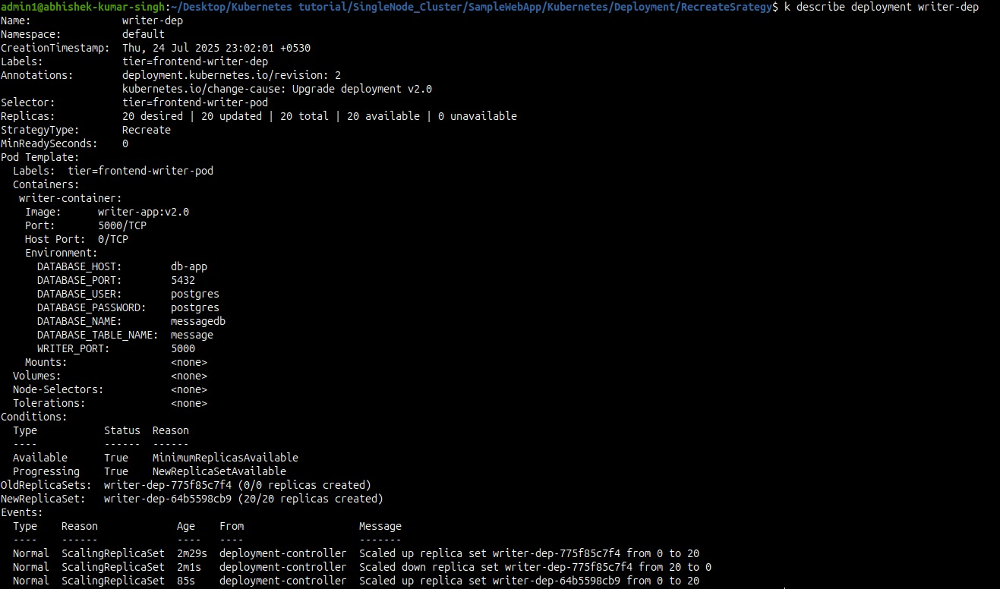 admin1@abhishek-kumar-singh:~/Desktop/Kubernetes tutorial/SingleNode_Cluster/SampleWebApp/Kubernetes/Deployment/RecreateSrategy$ k describe deployment writer-dep
Name:                   writer-dep
Namespace:              default
CreationTimestamp:  Thu, 24 Jul 2025 23:02:01 +0530
Labels:                 tier=frontend-writer-dep
Annotations:            deployment.kubernetes.io/revision: 2
                        kubernetes.io/change-cause: Upgrade deployment v2.0
Selector:               tier=frontend-writer-pod
Replicas:               20 desired | 20 updated | 20 total | 20 available | 0 unavailable
StrategyType:           Recreate
MinReadySeconds:        0
Pod Template:
  Labels:  tier=frontend-writer-pod
  Containers:
   writer-container:
    Image:      writer-app:v2.0
    Port:       5000/TCP
    Host Port:  0/TCP
    Environment:
      DATABASE_HOST:        db-app
      DATABASE_PORT:        5432
      DATABASE_USER:        postgres
      DATABASE_PASSWORD:    postgres
      DATABASE_NAME:        messagedb
      DATABASE_TABLE_NAME:  message
      WRITER_PORT:          5000
    Mounts:                 <none>
  Volumes:                  <none>
  Node-Selectors:           <none>
  Tolerations:              <none>
Conditions:
  Type           Status  Reason
  ----           ------  ------
  Available      True    MinimumReplicasAvailable
  Progressing    True    NewReplicaSetAvailable
OldReplicaSets:  writer-dep-775f85c7f4 (0/0 replicas created)
NewReplicaSet:   writer-dep-64b5598cb9 (20/20 replicas created)
Events:
  Type    Reason             Age    From                   Message
  ----    ------             ----   ----                   -------
  Normal  ScalingReplicaSet  2m29s  deployment-controller  Scaled up replica set writer-dep-775f85c7f4 from 0 to 20
  Normal  ScalingReplicaSet  2m1s   deployment-controller  Scaled down replica set writer-dep-775f85c7f4 from 20 to 0
  Normal  ScalingReplicaSet  85s    deployment-controller  Scaled up replica set writer-dep-64b5598cb9 from 0 to 20